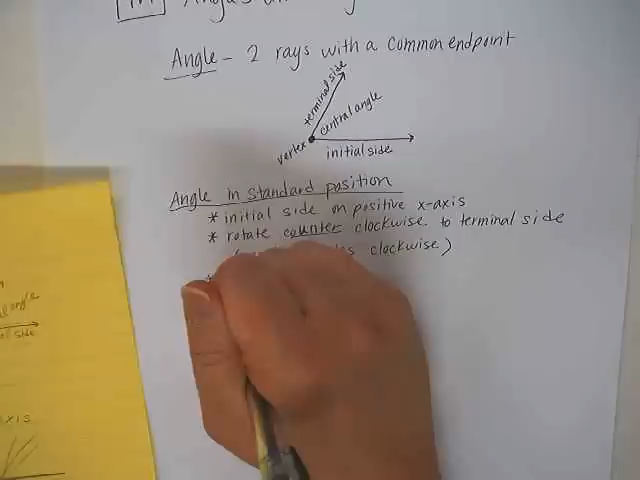 Angle - 2 rays with a common endpoint
terminal side
central angle
vertex
initial side
Angle in standard position
* initial side on positive x-axis
* rotate counter clockwise to terminal side
clockwise)
*